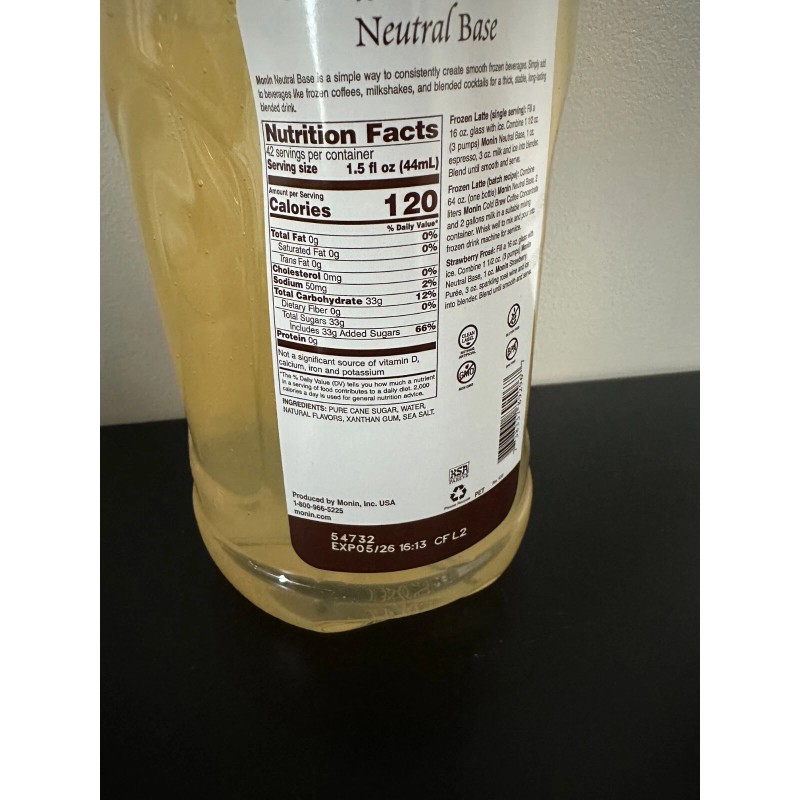 Neutral Base
Monin Neutral Base is a simple way to consistently create smooth frozen beverages. Simply add
to beverages like frozen coffees, milkshakes, and blended cocktails for a thick, stable, long-lasting
blended drink.
Nutrition Facts
42 servings per container
Serving size 1.5 fl oz (44mL)
Amount per Serving
Calories 120
% Daily Value*
Total Fat 0g 0%
Saturated Fat 0g 0%
Trans Fat 0g
Cholesterol 0mg 0%
Sodium 50mg 2%
Total Carbohydrate 33g 12%
Dietary Fiber 0g 0%
Total Sugars 33g
Includes 33g Added Sugars 66%
Protein 0g
Not a significant source of vitamin D,
calcium, iron and potassium
*The % Daily Value (DV) tells you how much a nutrient
in a serving of food contributes to a daily diet. 2,000
calories a day is used for general nutrition advice.
INGREDIENTS: PURE CANE SUGAR, WATER,
NATURAL FLAVORS, XANTHAN GUM, SEA SALT.
Frozen Latte (single serving): Fill a
16 oz. glass with ice. Combine 1 1/2 oz.
(3 pumps) Monin Neutral Base, 1 oz.
espresso, 3 oz. milk and ice into blender.
Blend until smooth and serve.
Frozen Latte (batch recipe): Combine
64 oz. (one bottle) Monin Neutral Base, 2
liters Monin Cold Brew Coffee Concentrate
and 2 gallons milk in a suitable mixing
container. Whisk well to mix and pour into
frozen drink machine for service.
Strawberry Frosé: Fill a 16 oz. glass with
ice. Combine 1 1/2 oz. (3 pumps) Monin
Neutral Base, 1 oz. Monin Strawberry
Purée, 3 oz. sparkling rosé wine and ice
into blender. Blend until smooth and serve.
CLEAN
LABEL
GMO
KSA
PAREVE
PET
Produced by Monin, Inc. USA
1-800-966-5225
monin.com
54732
EXP05/26 16:13 CF L2